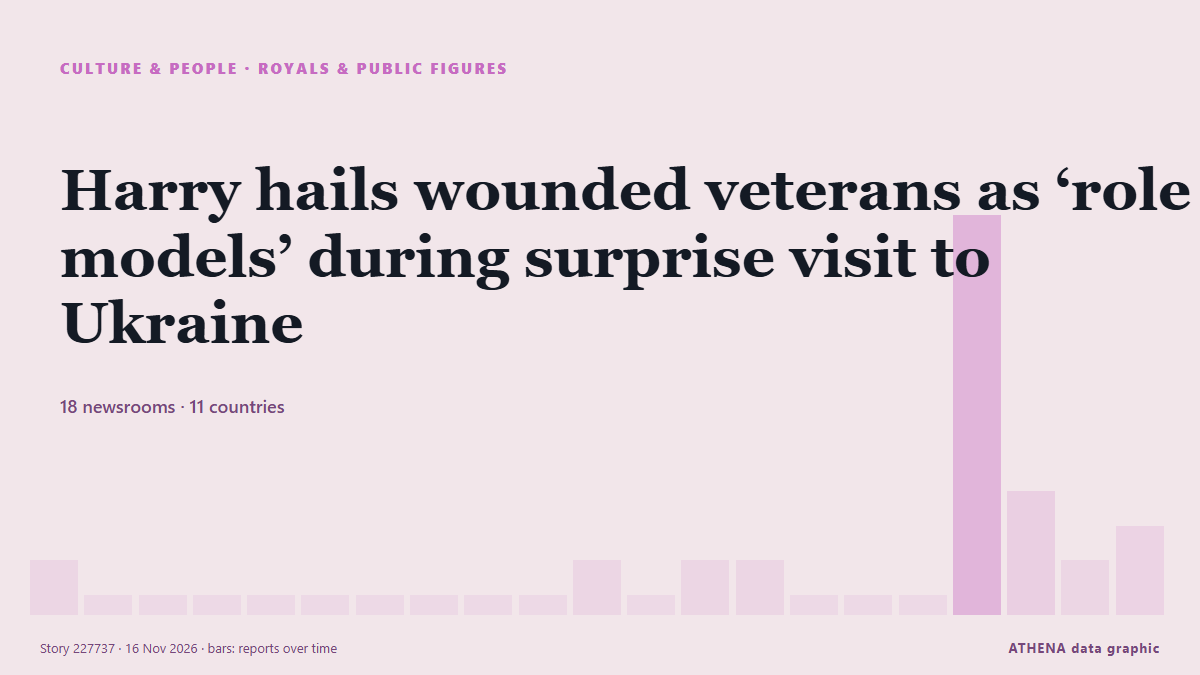 CULTURE & PEOPLE · ROYALS & PUBLIC FIGURES
Harry hails wounded veterans as ‘role
models’ during surprise visit to
Ukraine
18 newsrooms · 11 countries
Story 227737 · 16 Nov 2026 · bars: reports over time
ATHENA data graphic